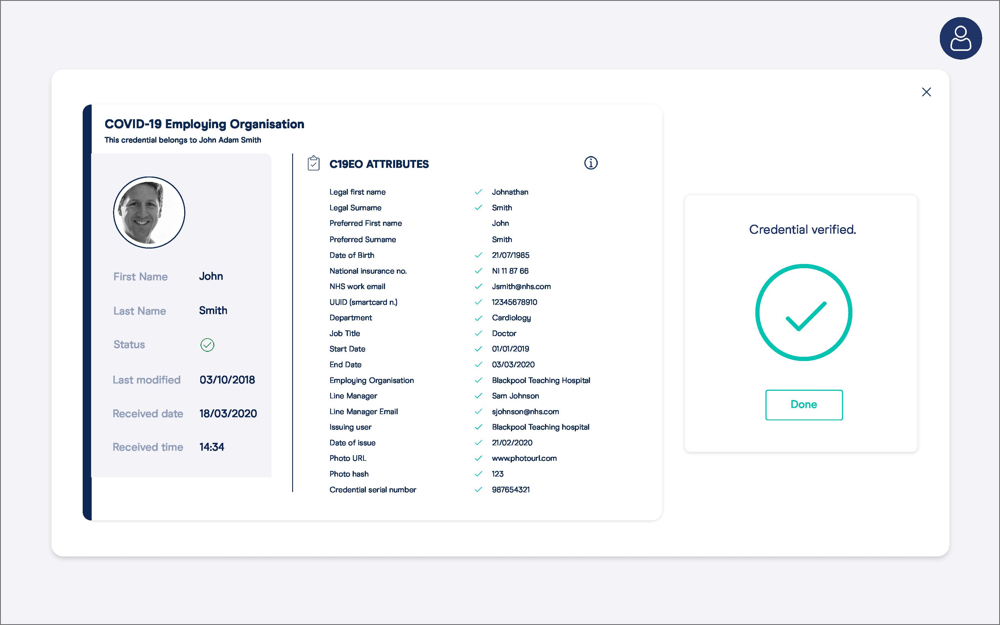 COVID-19 Employing Organisation
This credential belongs to John Adam Smith
First Name John
Last Name Smith
Status
Last modified 03/10/2018
Received date 18/03/2020
Received time 14:34
C19EO ATTRIBUTES
Legal first name Johnathan
Legal Surname Smith
Preferred First name John
Preferred Surname Smith
Date of Birth 21/07/1985
National insurance no. NI 11 87 66
NHS work email Jsmith@nhs.com
UUID (smartcard n.) 12345678910
Department Cardiology
Job Title Doctor
Start Date 01/01/2019
End Date 03/03/2020
Employing Organisation Blackpool Teaching Hospital
Line Manager Sam Johnson
Line Manager Email sjohnson@nhs.com
Issuing user Blackpool Teaching hospital
Date of issue 21/02/2020
Photo URL www.photourl.com
Photo hash 123
Credential serial number 987654321
Credential verified.
Done